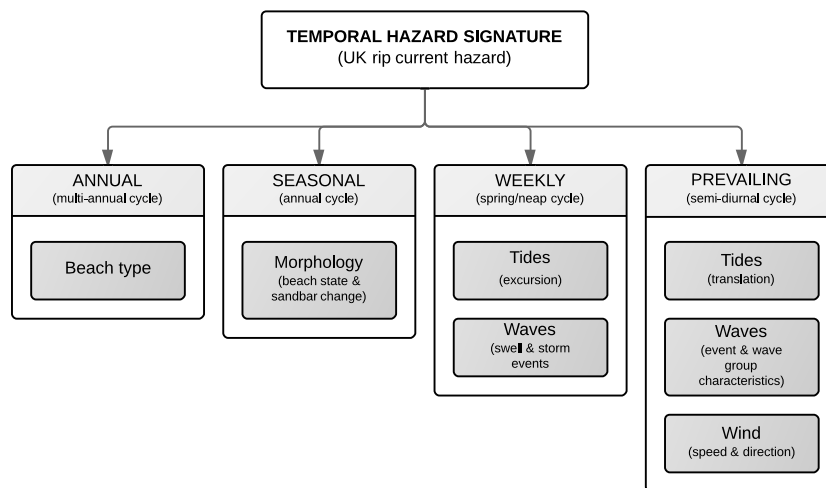 TEMPORAL HAZARD SIGNATURE
(UK rip current hazard)
ANNUAL
(multi-annual cycle)
Beach type
SEASONAL
(annual cycle)
Morphology
(beach state &
sandbar change)
WEEKLY
(spring/neap cycle)
Tides
(excursion)
Waves
(swell & storm
events
PREVAILING
(semi-diurnal cycle)
Tides
(translation)
Waves
(event & wave
group
characteristics)
Wind
(speed & direction)